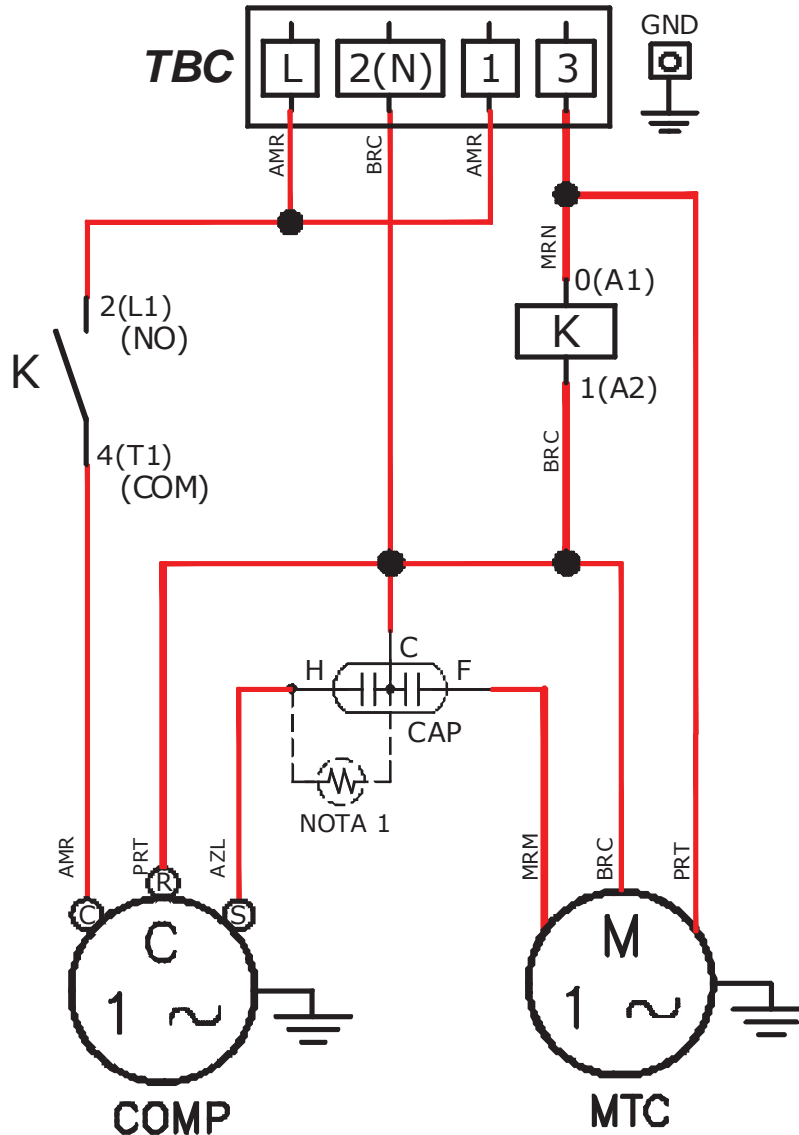 GND
TBC L 2(N) 1 3
AMR BRC AMR
MRN
0(A1)
K
1(A2)
BRC
2(L1)
(NO)
K
4(T1)
(COM)
C
H F
CAP
NOTA 1
AMR PRT AZL MRM BRC PRT
R
C S
C
1
M
1
COMP
MTC